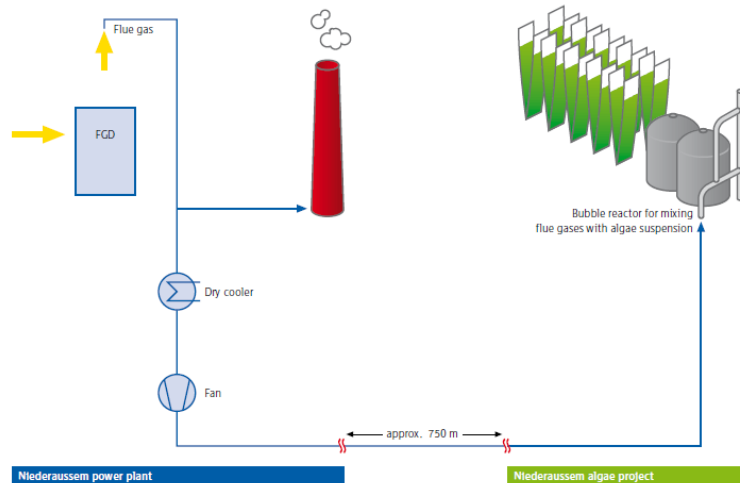 Flue gas
FGD
Bubble reactor for mixing
flue gases with algae suspension
Dry cooler
Fan
approx. 750 m
Niederaussem power plant
Niederaussem algae project